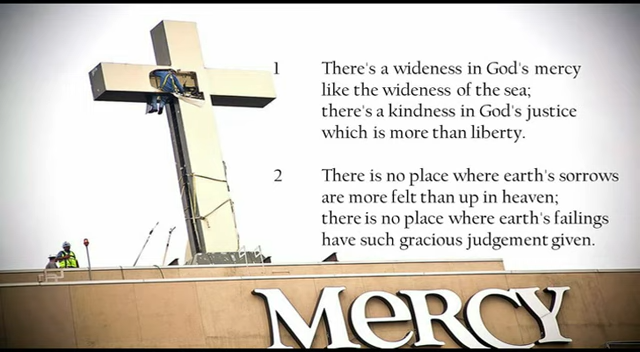 1 There's a wideness in God's mercy
like the wideness of the sea;
there's a kindness in God's justice
which is more than liberty.
2 There is no place where earth's sorrows
are more felt than up in heaven;
there is no place where earth's failings
have such gracious judgement given.
MeRCY